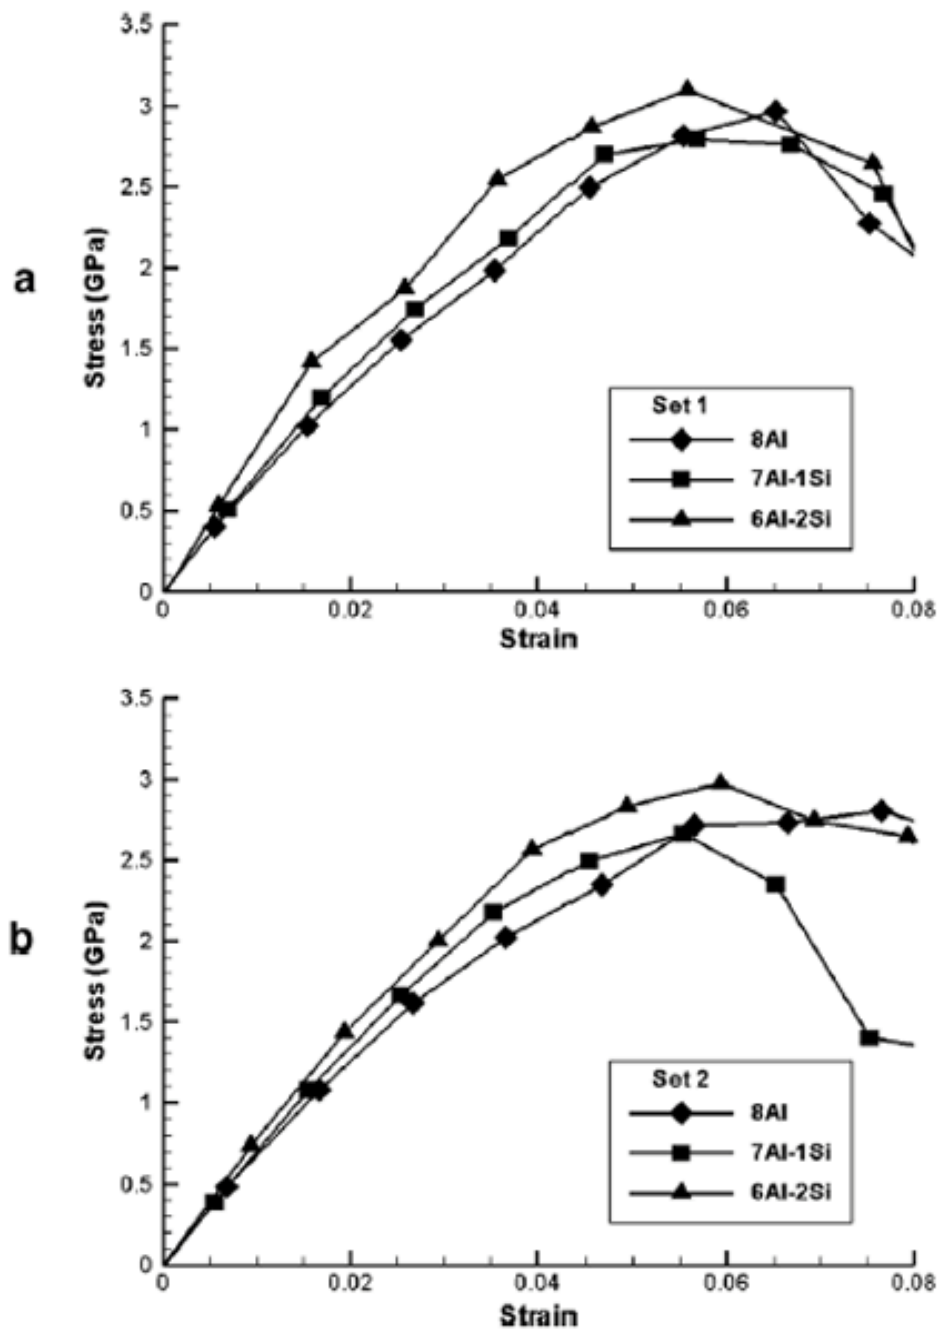 a
Stress (GPa)
3.5
3
2.5
2
1.5
1
0.5
0
0 0.02 0.04 0.06 0.08
Strain
Set 1
8Al
7Al-1Si
6Al-2Si
b
Stress (GPa)
3.5
3
2.5
2
1.5
1
0.5
0
0 0.02 0.04 0.06 0.08
Strain
Set 2
8Al
7Al-1Si
6Al-2Si